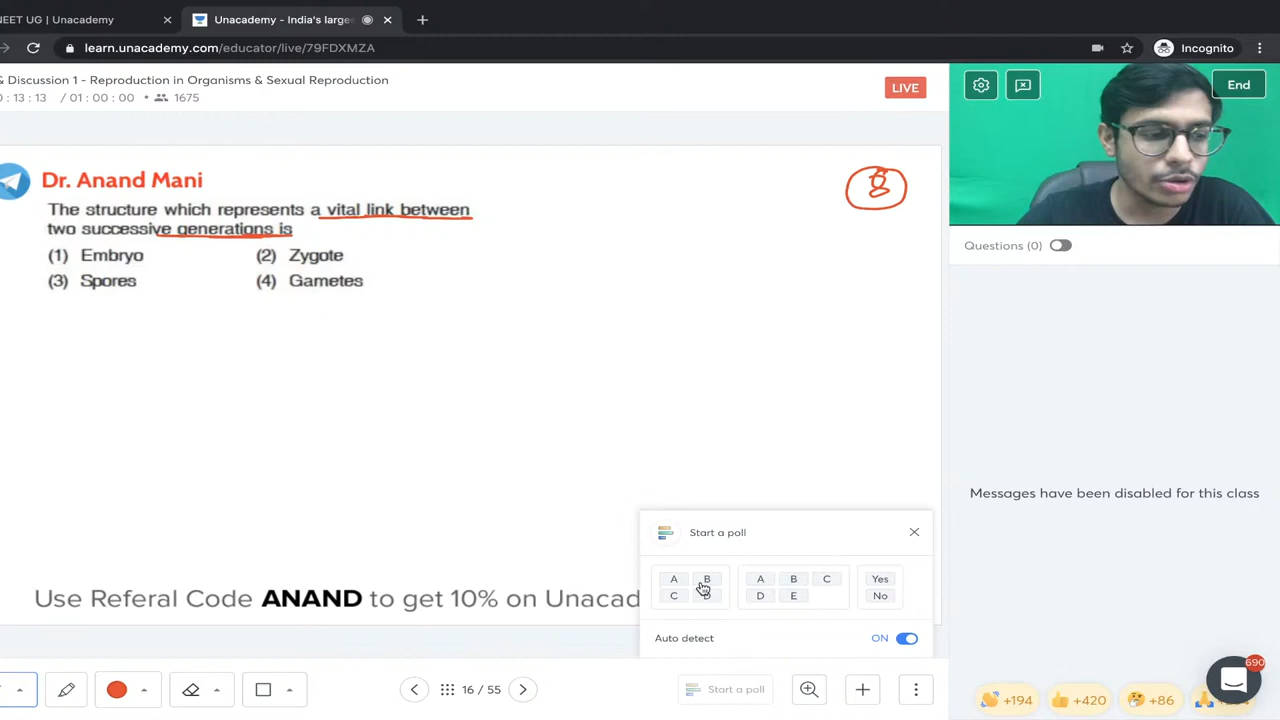 NEET UG | Unacademy
Unacademy - India's larges
learn.unacademy.com/educator/live/79FDXMZA
Incognito
& Discussion 1 - Reproduction in Organisms & Sexual Reproduction
0 : 13 : 13 / 01 : 00 : 00 • 1675
LIVE
End
Dr. Anand Mani
8
The structure which represents a vital link between
two successive generations is
(1) Embryo (2) Zygote
(3) Spores (4) Gametes
Questions (0)
Messages have been disabled for this class
Start a poll
A B
C D
A B C
D E
Yes
No
Auto detect ON
Use Referal Code ANAND to get 10% on Unacad
16 / 55
Start a poll
690
+194 +420 +86